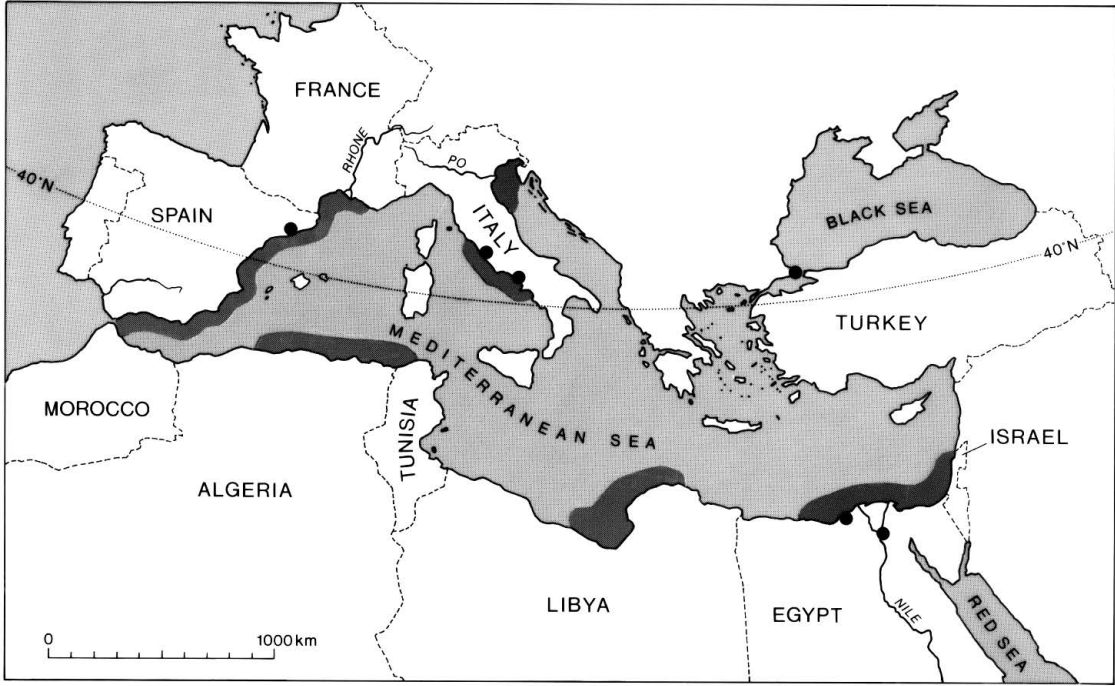 FRANCE
RHONE
PO
40°N
SPAIN
ITALY
BLACK SEA
40°N
TURKEY
MEDITERRANEAN SEA
MOROCCO
TUNISIA
ISRAEL
ALGERIA
LIBYA
EGYPT
NILE
RED SEA
0 1000 km